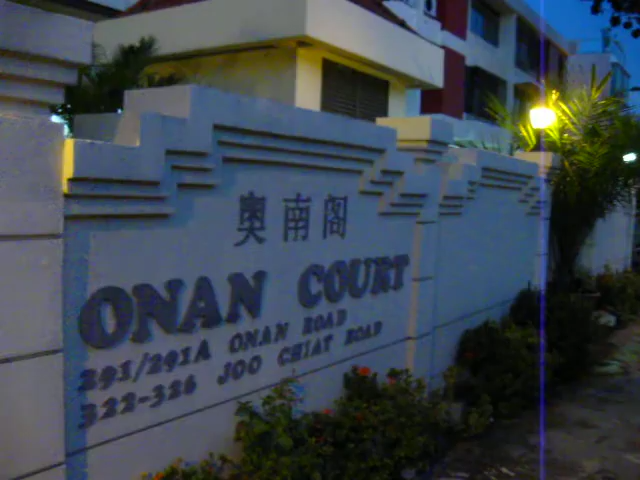 奥南阁
ONAN COURT
291/291A ONAN ROAD
322-326 JOO CHIAT ROAD